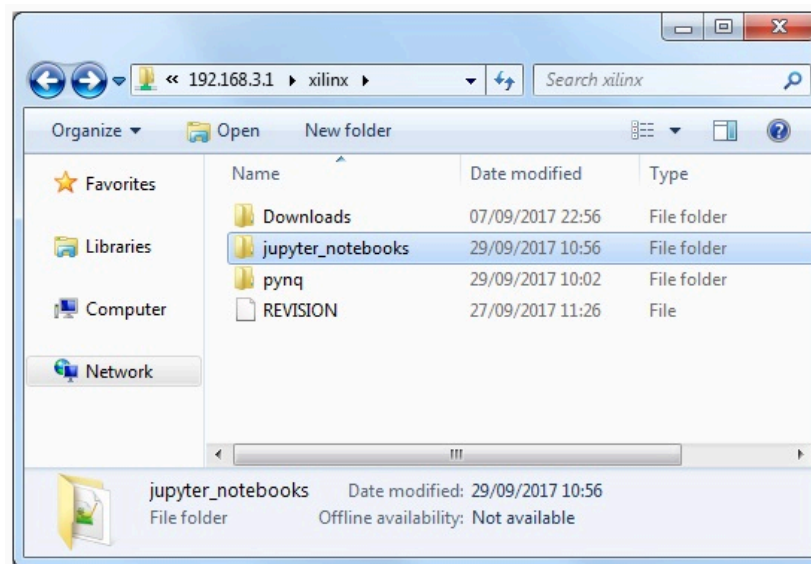 « 192.168.3.1 ▸ xilinx ▸ Search xilinx
Organize Open New folder
Favorites
Libraries
Computer
Network
Name Date modified Type
Downloads 07/09/2017 22:56 File folder
jupyter_notebooks 29/09/2017 10:56 File folder
pynq 29/09/2017 10:02 File folder
REVISION 27/09/2017 11:26 File
jupyter_notebooks Date modified: 29/09/2017 10:56
File folder Offline availability: Not available